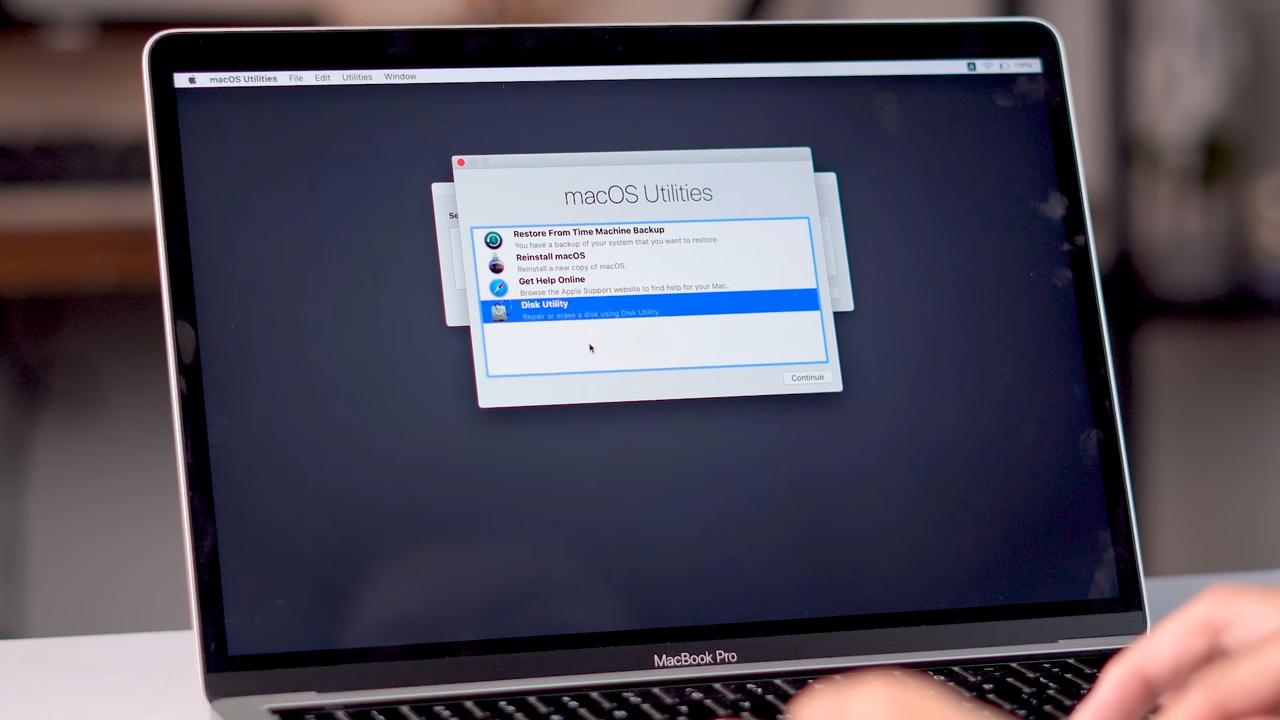 macOS Utilities File Edit Utilities Window
macOS Utilities
Se
Restore From Time Machine Backup
You have a backup of your system that you want to restore.
Reinstall macOS
Reinstall a new copy of macOS.
Get Help Online
Browse the Apple Support website to find help for your Mac.
Disk Utility
Repair or erase a disk using Disk Utility.
Continue
MacBook Pro